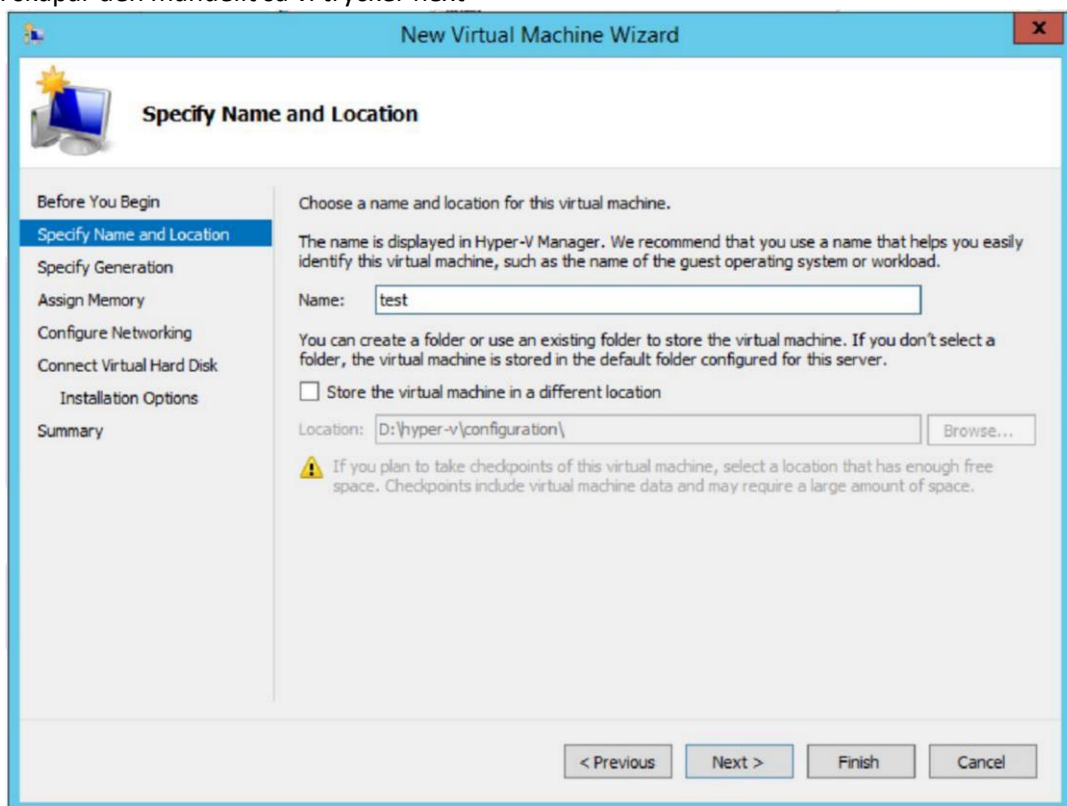 den manuellt så vi trycker next
New Virtual Machine Wizard
x
Specify Name and Location
Before You Begin
Specify Name and Location
Specify Generation
Assign Memory
Configure Networking
Connect Virtual Hard Disk
Installation Options
Summary
Choose a name and location for this virtual machine.
The name is displayed in Hyper-V Manager. We recommend that you use a name that helps you easily
identify this virtual machine, such as the name of the guest operating system or workload.
Name: test
You can create a folder or use an existing folder to store the virtual machine. If you don't select a
folder, the virtual machine is stored in the default folder configured for this server.
Store the virtual machine in a different location
Location: D:\hyper-v\configuration\ Browse...
If you plan to take checkpoints of this virtual machine, select a location that has enough free
space. Checkpoints include virtual machine data and may require a large amount of space.
< Previous Next > Finish Cancel